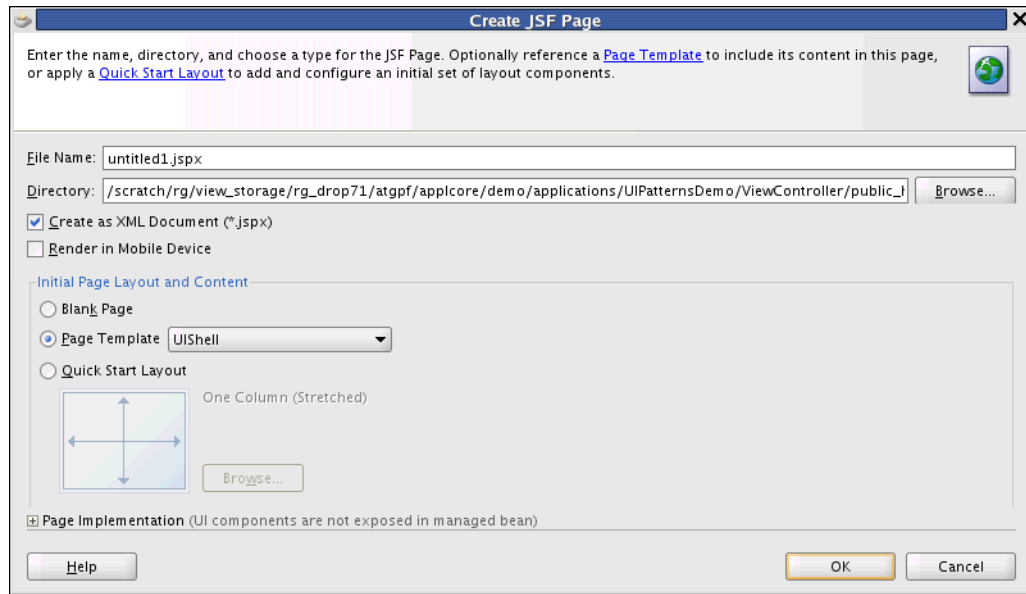 Create JSF Page
Enter the name, directory, and choose a type for the JSF Page. Optionally reference a Page Template to include its content in this page,
or apply a Quick Start Layout to add and configure an initial set of layout components.
File Name: untitled1.jspx
Directory: /scratch/rg/view_storage/rg_drop71/atgpf/applcore/demo/applications/UIPatternsDemo/ViewController/public_h Browse...
Create as XML Document (*.jspx)
Render in Mobile Device
Initial Page Layout and Content
Blank Page
Page Template UIShell
Quick Start Layout
One Column (Stretched)
Browse...
Page Implementation (UI components are not exposed in managed bean)
Help OK Cancel